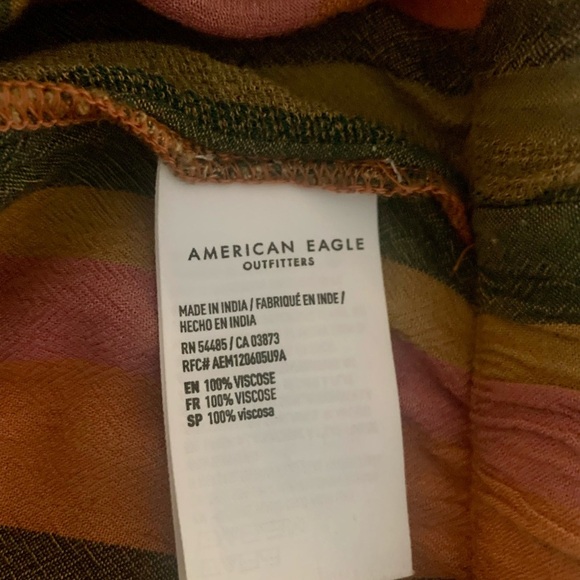 AMERICAN EAGLE
OUTFITTERS
MADE IN INDIA / FABRIQUÉ EN INDE /
HECHO EN INDIA
RN 54485 / CA 03873
RFC# AEM120605U9A
EN 100% VISCOSE
FR 100% VISCOSE
SP 100% viscosa